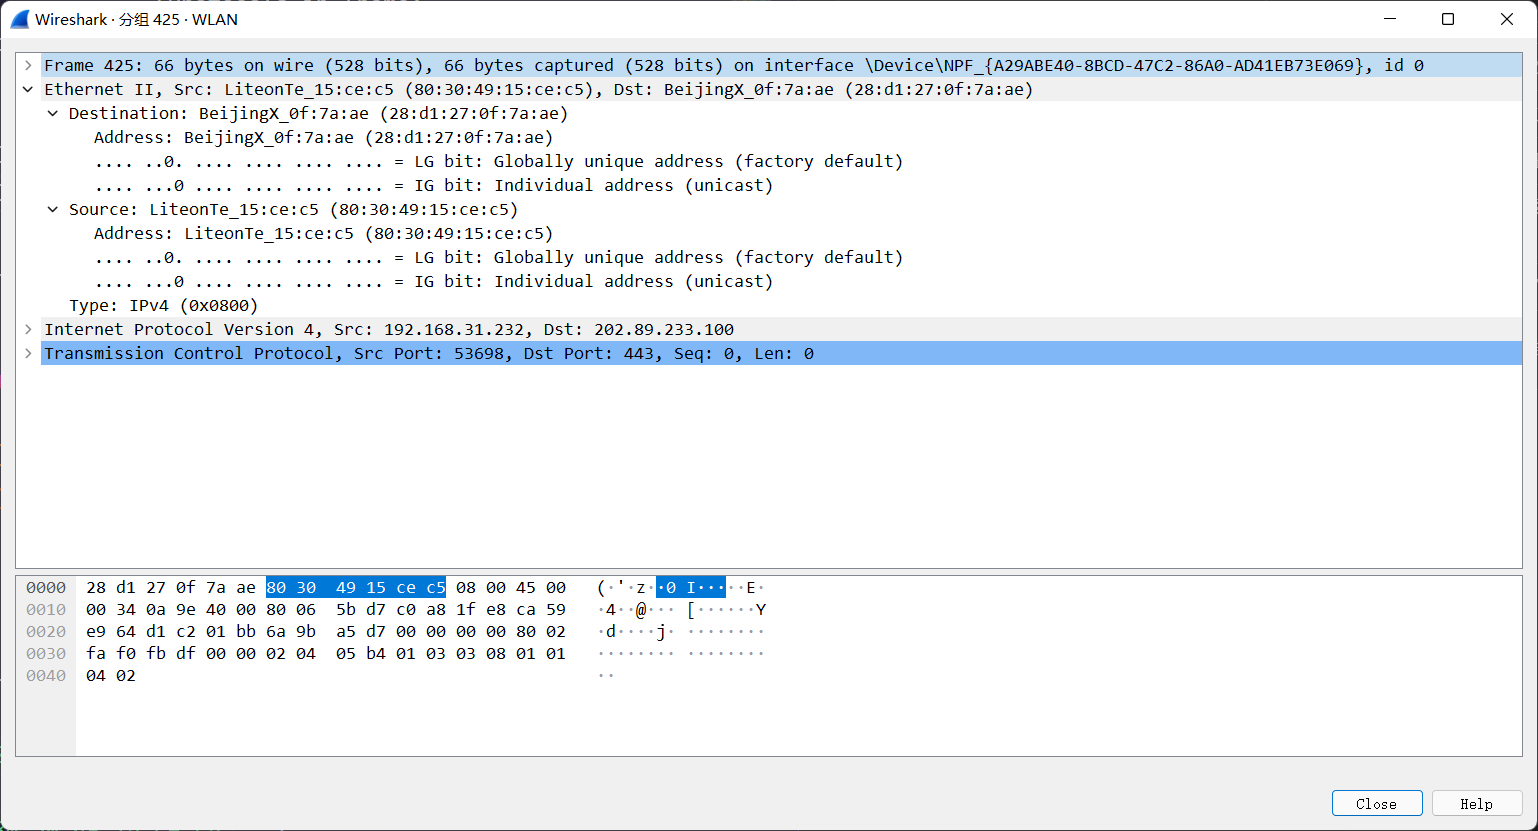 Wireshark · 分组 425 · WLAN
Frame 425: 66 bytes on wire (528 bits), 66 bytes captured (528 bits) on interface \Device\NPF_{A29ABE40-8BCD-47C2-86A0-AD41EB73E069}, id 0
Ethernet II, Src: LiteonTe_15:ce:c5 (80:30:49:15:ce:c5), Dst: BeijingX_0f:7a:ae (28:d1:27:0f:7a:ae)
Destination: BeijingX_0f:7a:ae (28:d1:27:0f:7a:ae)
Address: BeijingX_0f:7a:ae (28:d1:27:0f:7a:ae)
.... ..0. .... .... .... .... = LG bit: Globally unique address (factory default)
.... ...0 .... .... .... .... = IG bit: Individual address (unicast)
Source: LiteonTe_15:ce:c5 (80:30:49:15:ce:c5)
Address: LiteonTe_15:ce:c5 (80:30:49:15:ce:c5)
.... ..0. .... .... .... .... = LG bit: Globally unique address (factory default)
.... ...0 .... .... .... .... = IG bit: Individual address (unicast)
Type: IPv4 (0x0800)
Internet Protocol Version 4, Src: 192.168.31.232, Dst: 202.89.233.100
Transmission Control Protocol, Src Port: 53698, Dst Port: 443, Seq: 0, Len: 0
0000 28 d1 27 0f 7a ae 80 30 49 15 ce c5 08 00 45 00 (·'·z··0 I·····E·
0010 00 34 0a 9e 40 00 80 06 5b d7 c0 a8 1f e8 ca 59 ·4··@··· [······Y
0020 e9 64 d1 c2 01 bb 6a 9b a5 d7 00 00 00 00 80 02 ·d····j· ········
0030 fa f0 fb df 00 00 02 04 05 b4 01 03 03 08 01 01 ········ ········
0040 04 02 ··
Close
Help